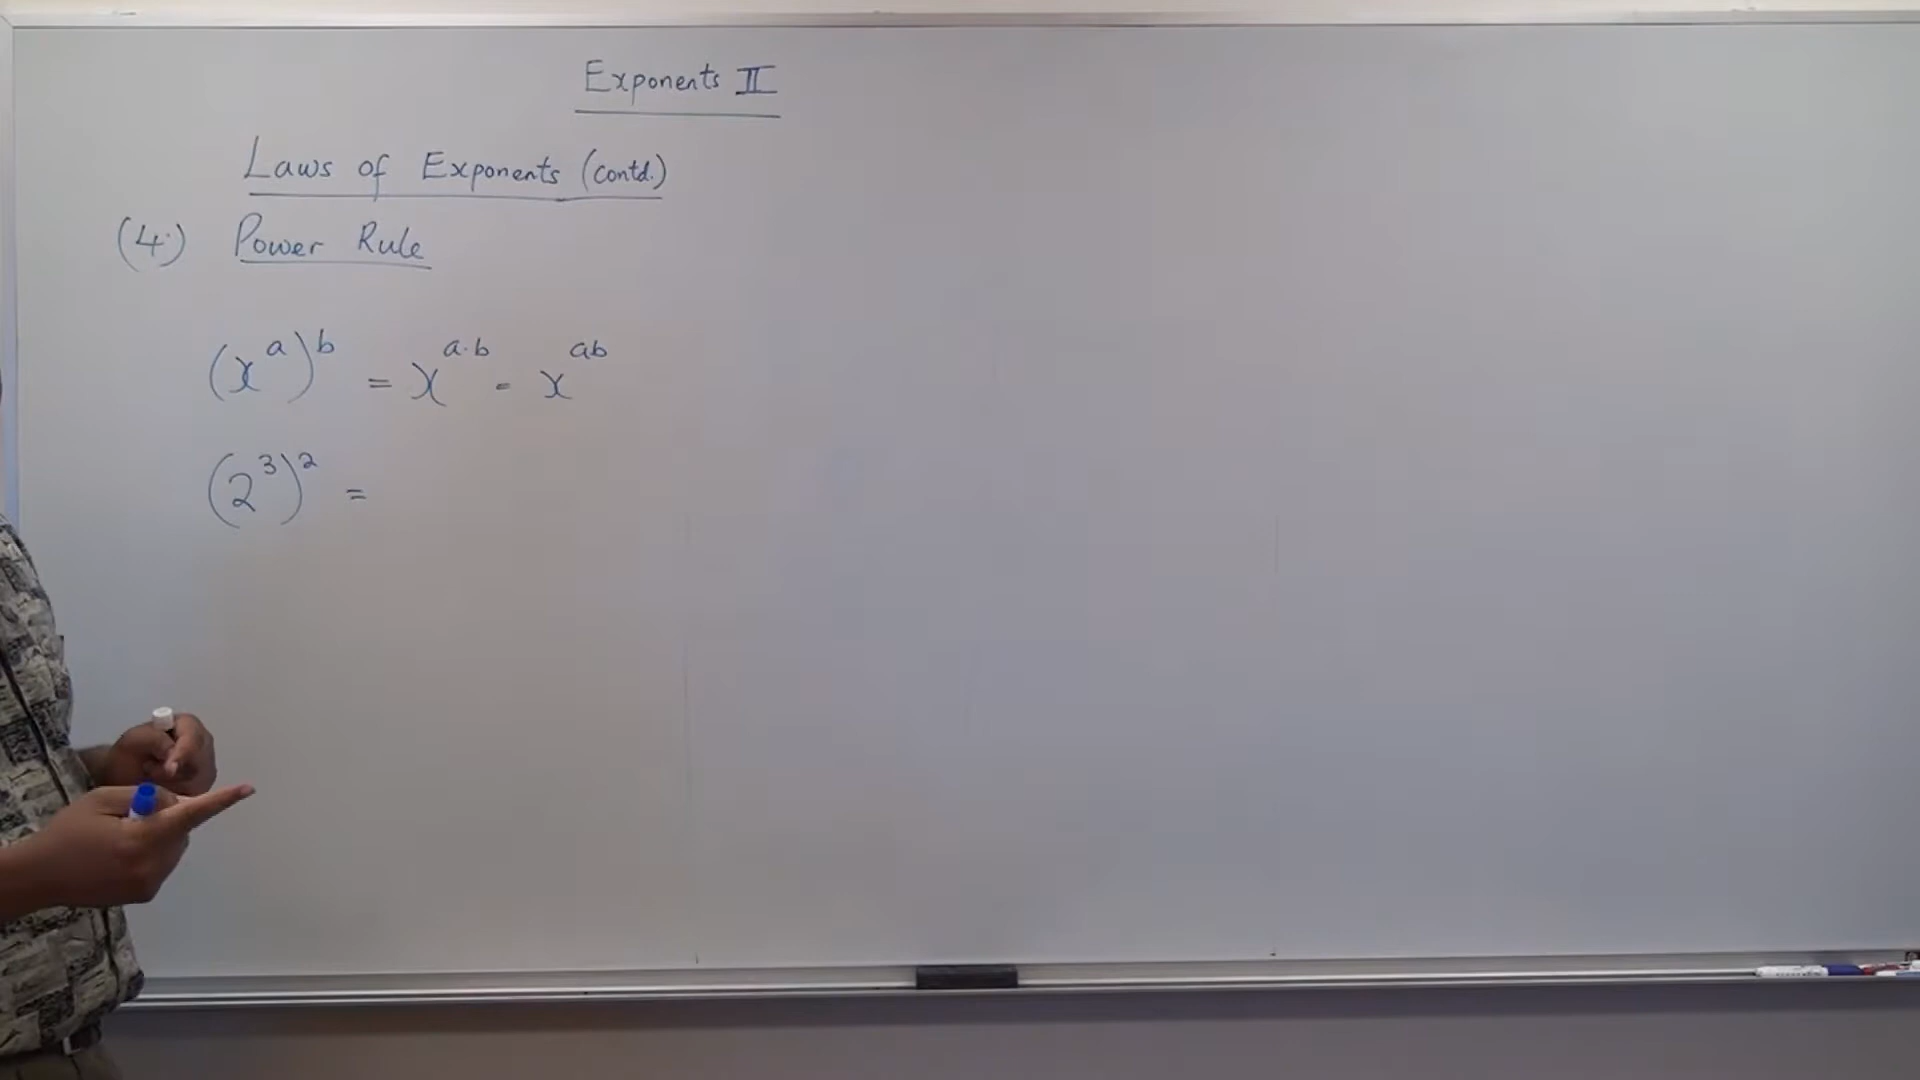 Exponents II
Laws of Exponents (contd.)
(4.) Power Rule
(x^a)^b = x^{a·b} = x^{ab}
(2^3)^2 =